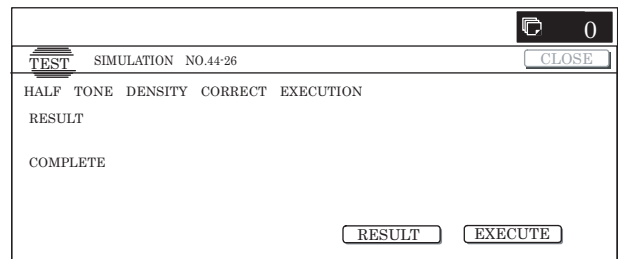 0
TEST SIMULATION NO.44-26 CLOSE
HALF TONE DENSITY CORRECT EXECUTION
RESULT
COMPLETE
RESULT EXECUTE